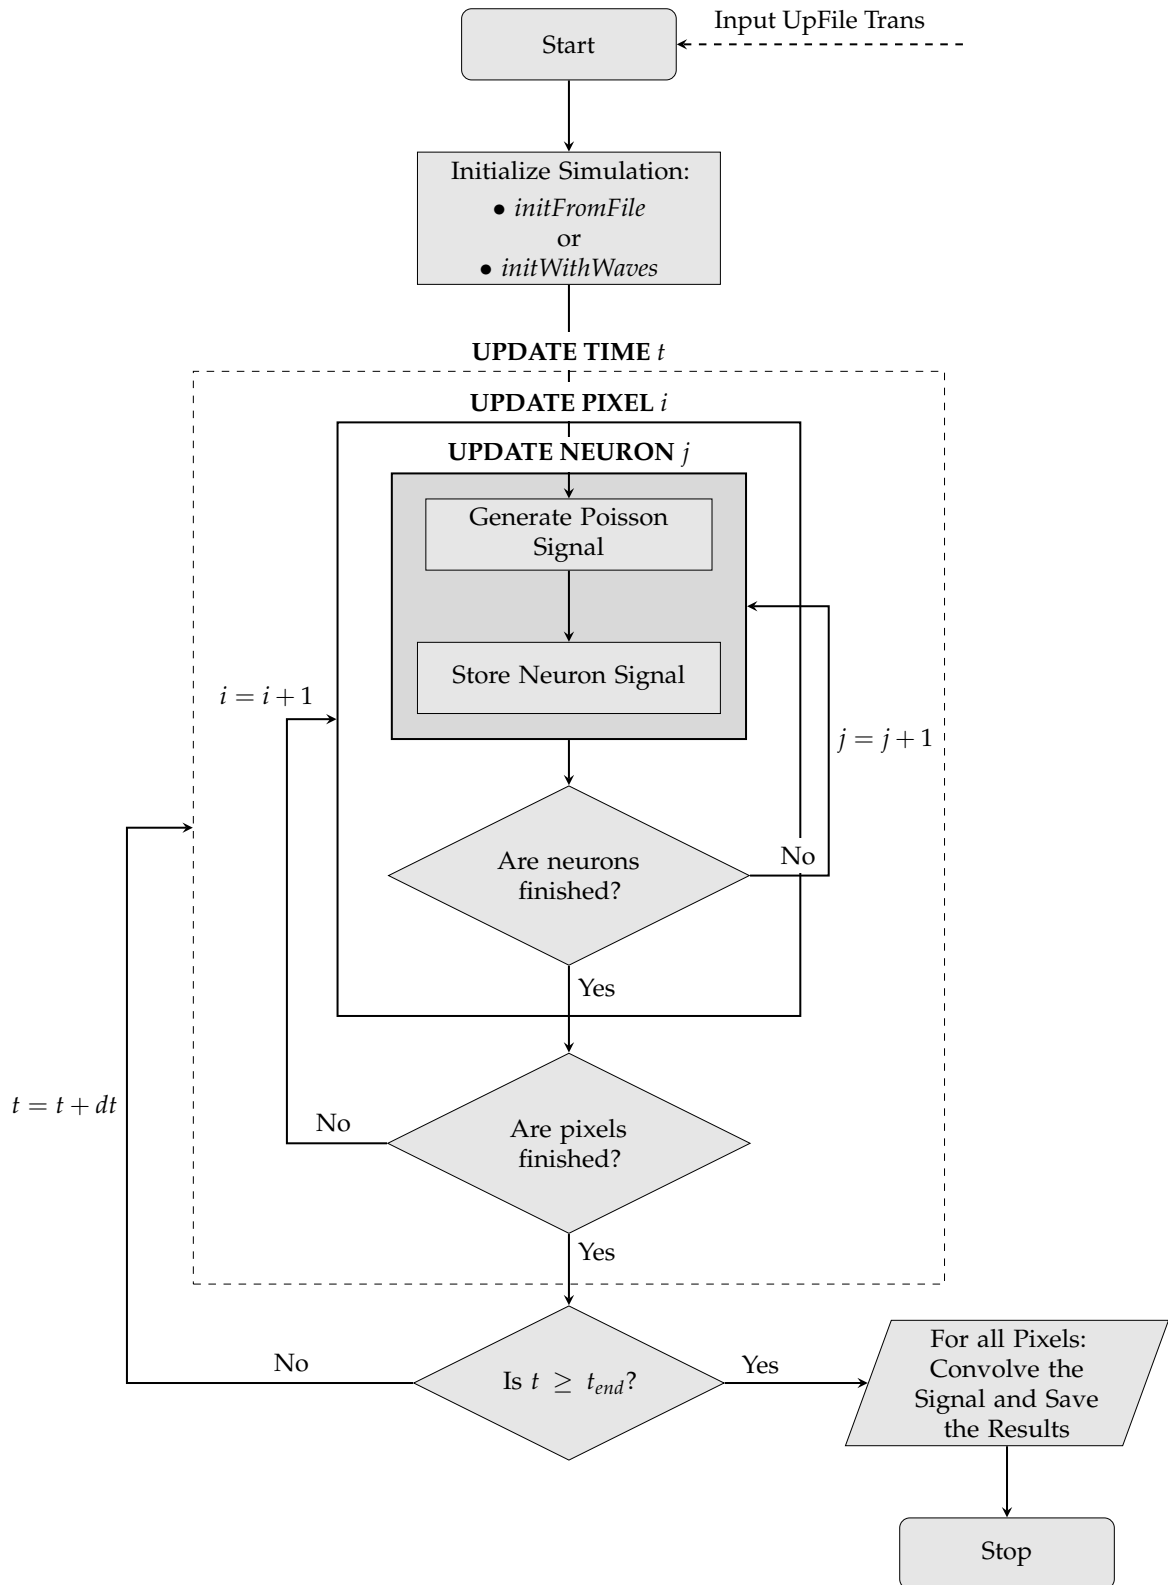 Input UpFile Trans
Start
Initialize Simulation:
• initFromFile
or
• initWithWaves
UPDATE TIME t
UPDATE PIXEL i
UPDATE NEURON j
Generate Poisson
Signal
Store Neuron Signal
i = i + 1
j = j + 1
Are neurons
finished?
No
Yes
t = t + dt
No
Are pixels
finished?
Yes
No
Is t ≥ t_end?
Yes
For all Pixels:
Convolve the
Signal and Save
the Results
Stop